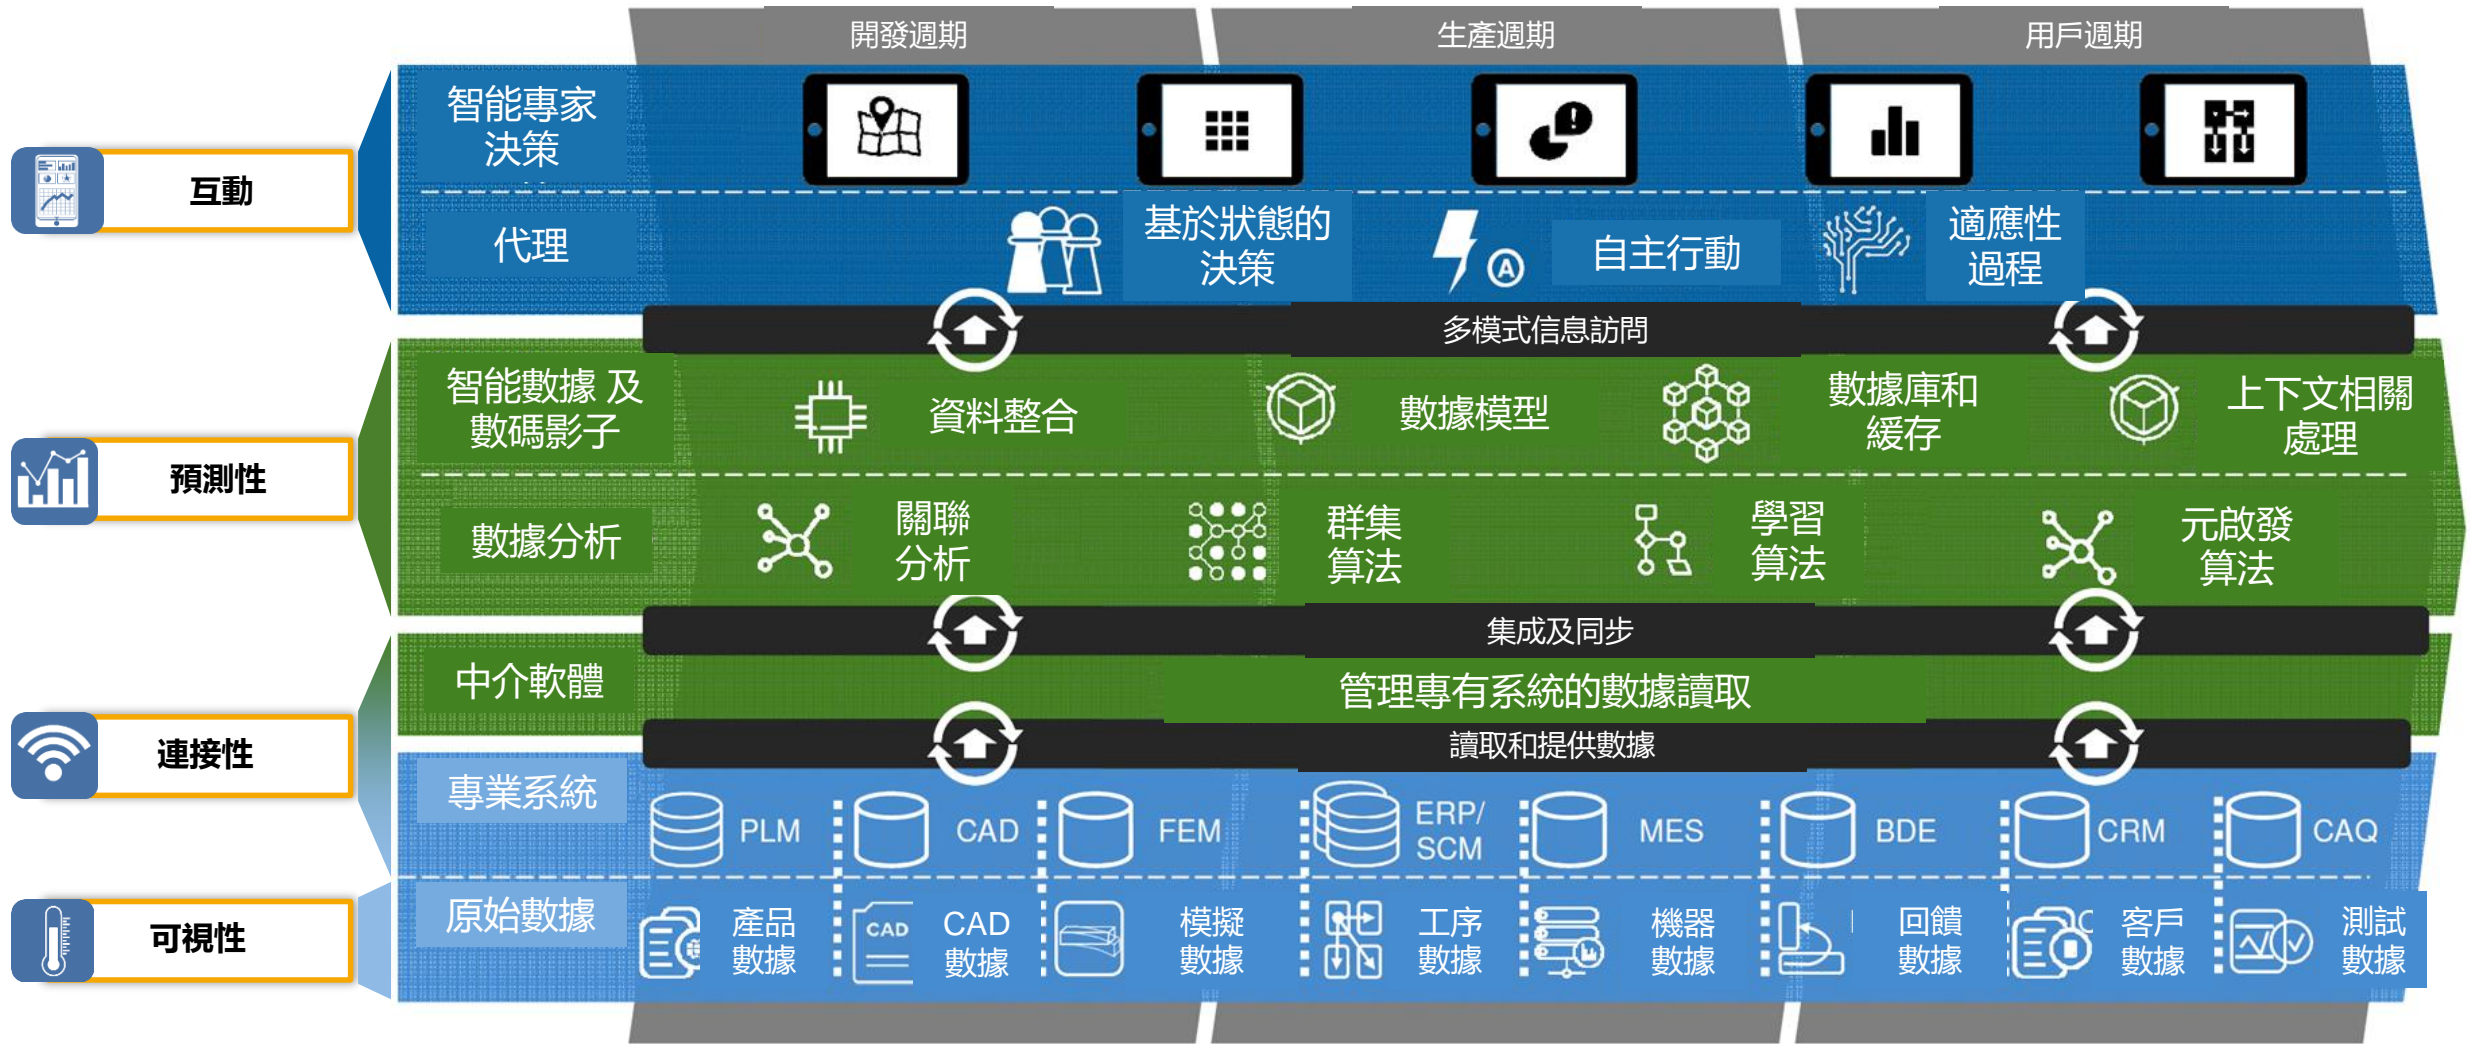 開發週期
生產週期
用戶週期
智能專家
決策
互動
代理
基於狀態的
決策
A
自主行動
適應性
過程
多模式信息訪問
智能數據 及
數碼影子
資料整合
數據模型
數據庫和
緩存
上下文相關
處理
預測性
數據分析
關聯
分析
群集
算法
學習
算法
元啟發
算法
集成及同步
中介軟體
管理專有系統的數據讀取
連接性
讀取和提供數據
專業系統
PLM
CAD
FEM
ERP/
SCM
MES
BDE
CRM
CAQ
可視性
原始數據
產品
數據
CAD
CAD
數據
模擬
數據
工序
數據
機器
數據
回饋
數據
客戶
數據
測試
數據